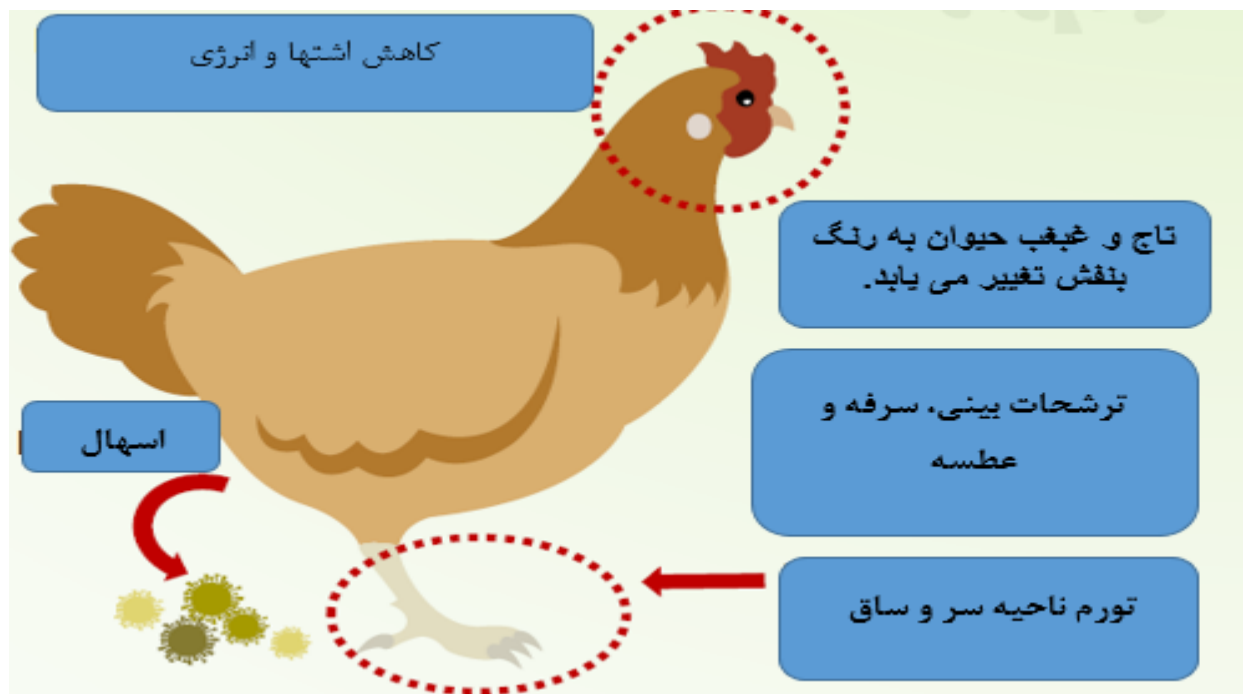 کاهش اشتها و انرژی
تاج و غبغب حیوان به رنگ
بنفش تغییر می یابد.
ترشحات بینی، سرفه و
عطسه
اسهال
تورم ناحیه سر و ساق